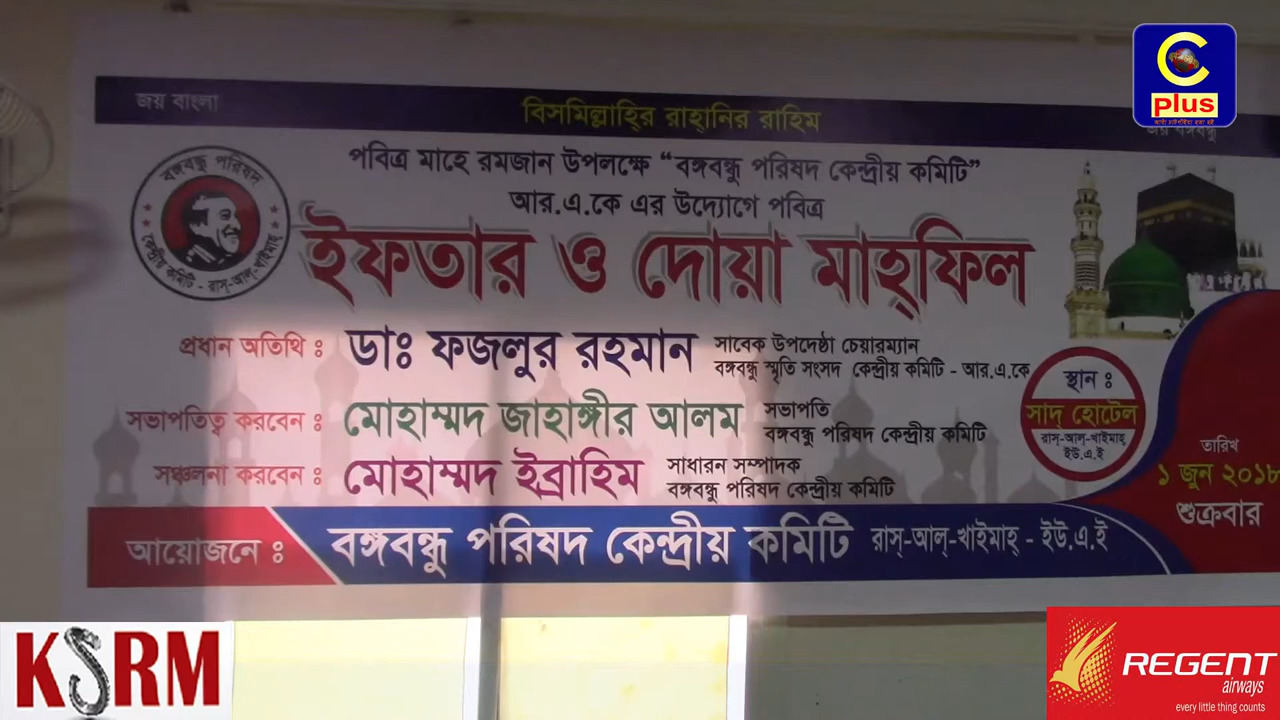 C
plus
জয় বাংলা
বিসমিল্লাহ্‌র রাহ্‌মানির রাহিম
জয় বঙ্গবন্ধু
পবিত্র মাহে রমজান উপলক্ষে “বঙ্গবন্ধু পরিষদ কেন্দ্রীয় কমিটি”
আর.এ.কে এর উদ্যোগে পবিত্র
ইফতার ও দোয়া মাহ্‌ফিল
বঙ্গবন্ধু পরিষদ
কেন্দ্রীয় কমিটি - রাস্-আল্-খাইমাহ্
প্রধান অতিথি : ডাঃ ফজলুর রহমান সাবেক উপদেষ্ঠা চেয়ারম্যান
বঙ্গবন্ধু স্মৃতি সংসদ কেন্দ্রীয় কমিটি - আর.এ.কে
সভাপতিত্ব করবেন : মোহাম্মদ জাহাঙ্গীর আলম সভাপতি
বঙ্গবন্ধু পরিষদ কেন্দ্রীয় কমিটি
সঞ্চলনা করবেন : মোহাম্মদ ইব্রাহিম সাধারন সম্পাদক
বঙ্গবন্ধু পরিষদ কেন্দ্রীয় কমিটি
স্থান :
সাদ্ হোটেল
রাস্-আল্-খাইমাহ্
ইউ.এ.ই
তারিখ
১ জুন ২০১৮
শুক্রবার
আয়োজনে : বঙ্গবন্ধু পরিষদ কেন্দ্রীয় কমিটি রাস্-আল্-খাইমাহ্ - ইউ.এ.ই
KSRM
REGENT
airways
every little thing counts